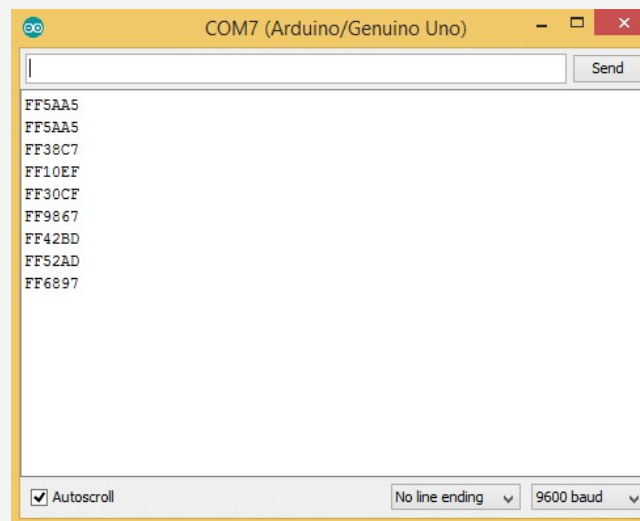 COM7 (Arduino/Genuino Uno)
Send
FF5AA5
FF5AA5
FF38C7
FF10EF
FF30CF
FF9867
FF42BD
FF52AD
FF6897
Autoscroll
No line ending
9600 baud